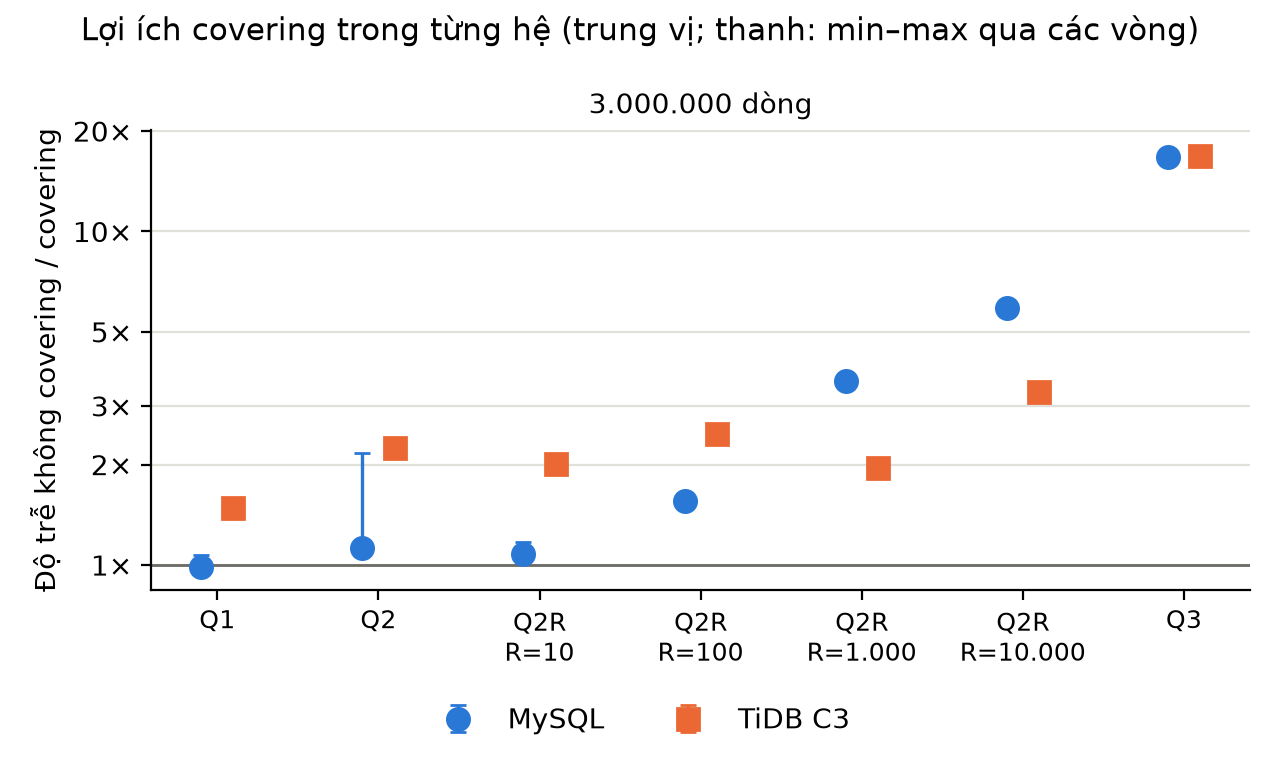 Lợi ích covering trong từng hệ (trung vị; thanh: min–max qua các vòng)
3.000.000 dòng
Độ trễ không covering / covering
20×
10×
5×
3×
2×
1×
Q1
Q2
Q2R
R=10
Q2R
R=100
Q2R
R=1.000
Q2R
R=10.000
Q3
MySQL
TiDB C3